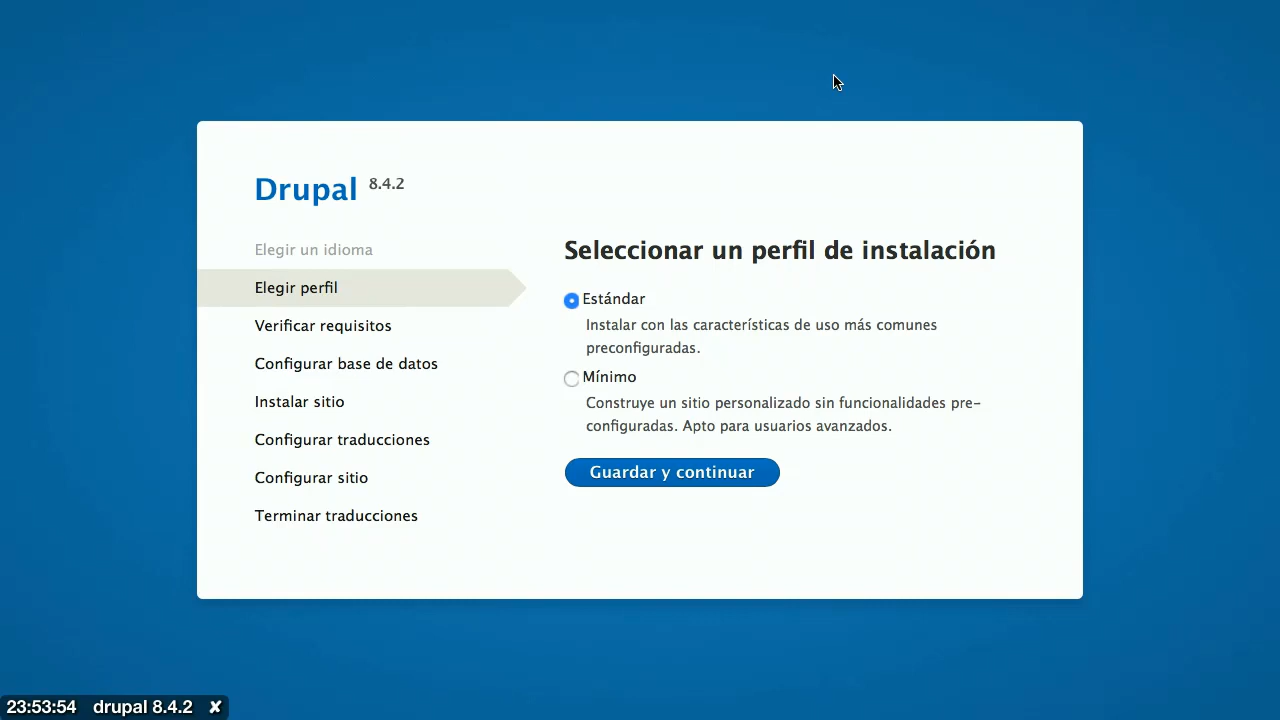 Drupal 8.4.2
Elegir un idioma
Elegir perfil
Verificar requisitos
Configurar base de datos
Instalar sitio
Configurar traducciones
Configurar sitio
Terminar traducciones
Seleccionar un perfil de instalación
Estándar
Instalar con las características de uso más comunes
preconfiguradas.
Mínimo
Construye un sitio personalizado sin funcionalidades pre-
configuradas. Apto para usuarios avanzados.
Guardar y continuar
23:53:54 drupal 8.4.2 ✘